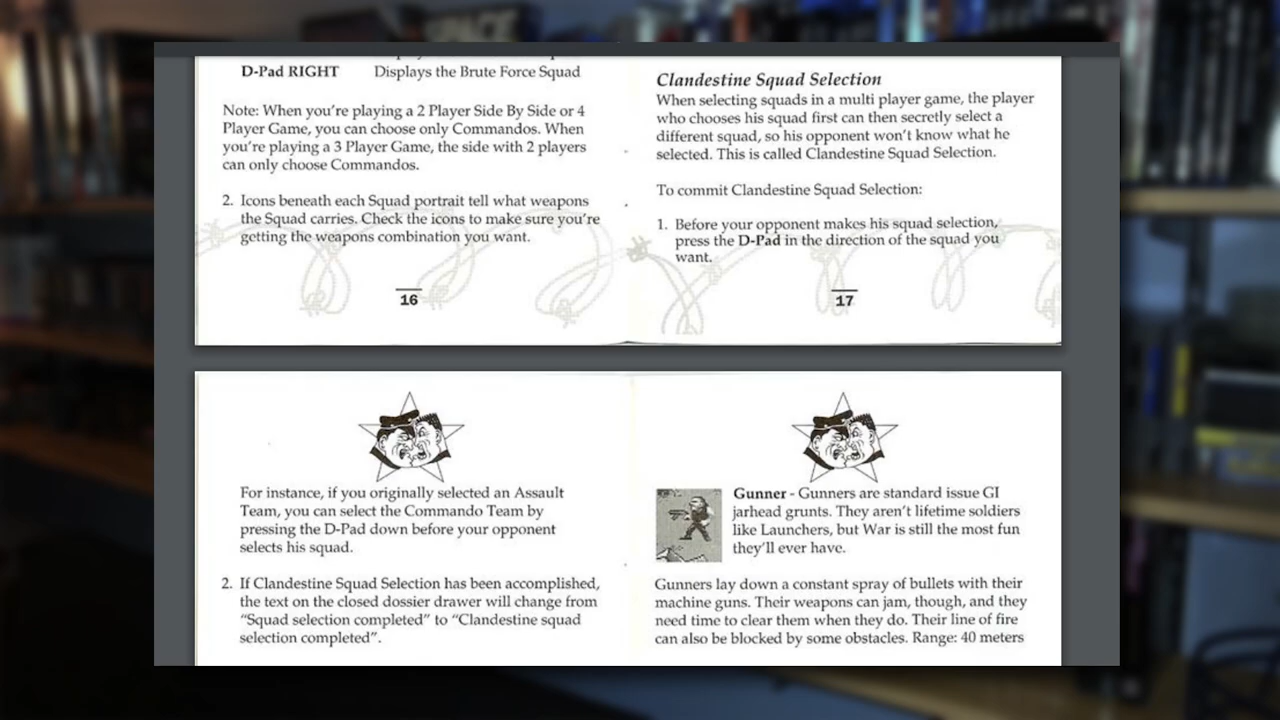 D-Pad RIGHT Displays the Brute Force Squad
Note: When you're playing a 2 Player Side By Side or 4
Player Game, you can choose only Commandos. When
you're playing a 3 Player Game, the side with 2 players
can only choose Commandos.
2. Icons beneath each Squad portrait tell what weapons
the Squad carries. Check the icons to make sure you're
getting the weapons combination you want.
16
Clandestine Squad Selection
When selecting squads in a multi player game, the player
who chooses his squad first can then secretly select a
different squad, so his opponent won't know what he
selected. This is called Clandestine Squad Selection.
To commit Clandestine Squad Selection:
1. Before your opponent makes his squad selection,
press the D-Pad in the direction of the squad you
want.
17
For instance, if you originally selected an Assault
Team, you can select the Commando Team by
pressing the D-Pad down before your opponent
selects his squad.
2. If Clandestine Squad Selection has been accomplished,
the text on the closed dossier drawer will change from
"Squad selection completed" to "Clandestine squad
selection completed".
Gunner - Gunners are standard issue GI
jarhead grunts. They aren't lifetime soldiers
like Launchers, but War is still the most fun
they'll ever have.
Gunners lay down a constant spray of bullets with their
machine guns. Their weapons can jam, though, and they
need time to clear them when they do. Their line of fire
can also be blocked by some obstacles. Range: 40 meters